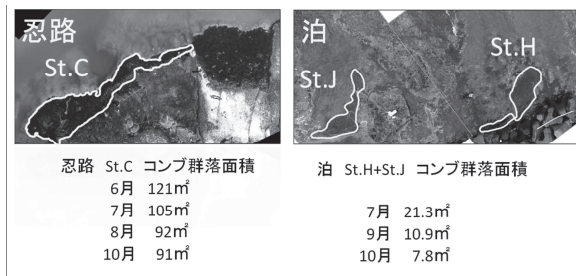 忍路
St.C
忍路 St.C コンブ群落面積
6月 121㎡
7月 105㎡
8月 92㎡
10月 91㎡
泊
St.J
St.H
泊 St.H+St.J コンブ群落面積
7月 21.3㎡
9月 10.9㎡
10月 7.8㎡